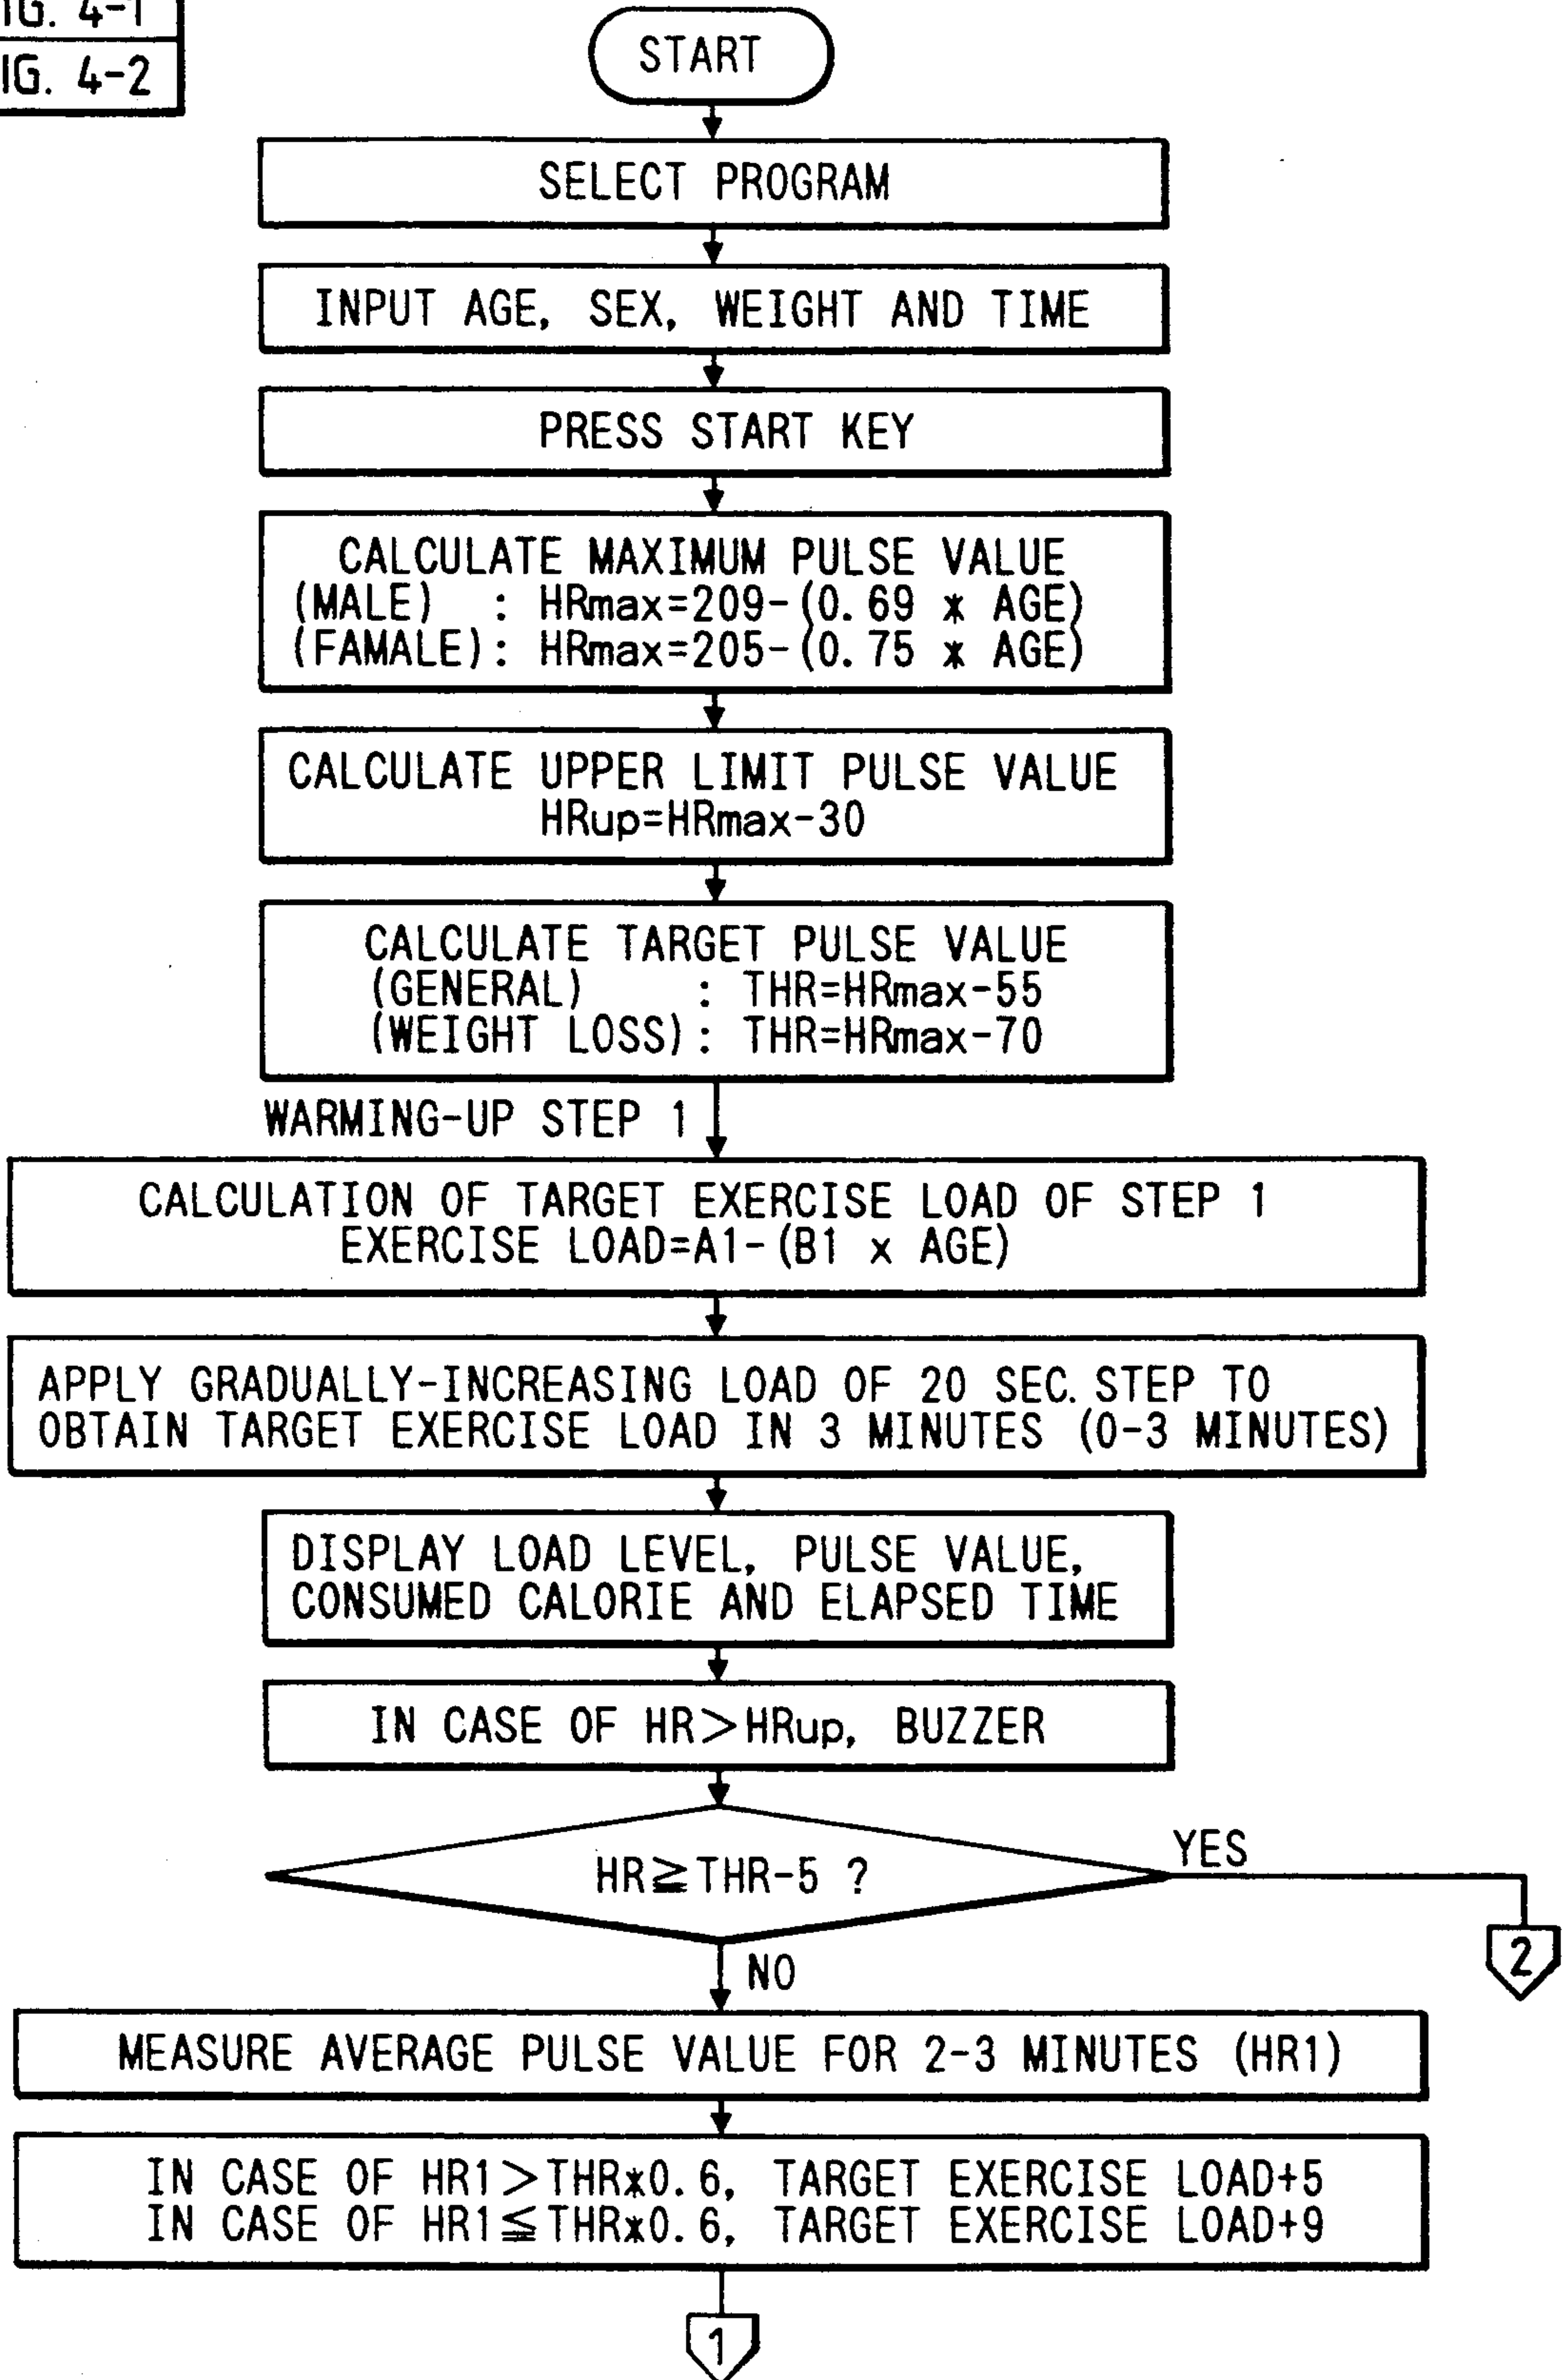 IG. 4-1
IG. 4-2
START
SELECT PROGRAM
INPUT AGE, SEX, WEIGHT AND TIME
PRESS START KEY
CALCULATE MAXIMUM PULSE VALUE
(MALE) : HRmax=209-(0.69 * AGE)
(FAMALE): HRmax=205-(0.75 * AGE)
CALCULATE UPPER LIMIT PULSE VALUE
HRup=HRmax-30
CALCULATE TARGET PULSE VALUE
(GENERAL) : THR=HRmax-55
(WEIGHT LOSS): THR=HRmax-70
WARMING-UP STEP 1
CALCULATION OF TARGET EXERCISE LOAD OF STEP 1
EXERCISE LOAD=A1-(B1 x AGE)
APPLY GRADUALLY-INCREASING LOAD OF 20 SEC. STEP TO
OBTAIN TARGET EXERCISE LOAD IN 3 MINUTES (0-3 MINUTES)
DISPLAY LOAD LEVEL, PULSE VALUE,
CONSUMED CALORIE AND ELAPSED TIME
IN CASE OF HR>HRup, BUZZER
HR≧THR-5 ?
YES
2
NO
MEASURE AVERAGE PULSE VALUE FOR 2-3 MINUTES (HR1)
IN CASE OF HR1>THR*0.6, TARGET EXERCISE LOAD+5
IN CASE OF HR1≦THR*0.6, TARGET EXERCISE LOAD+9
1